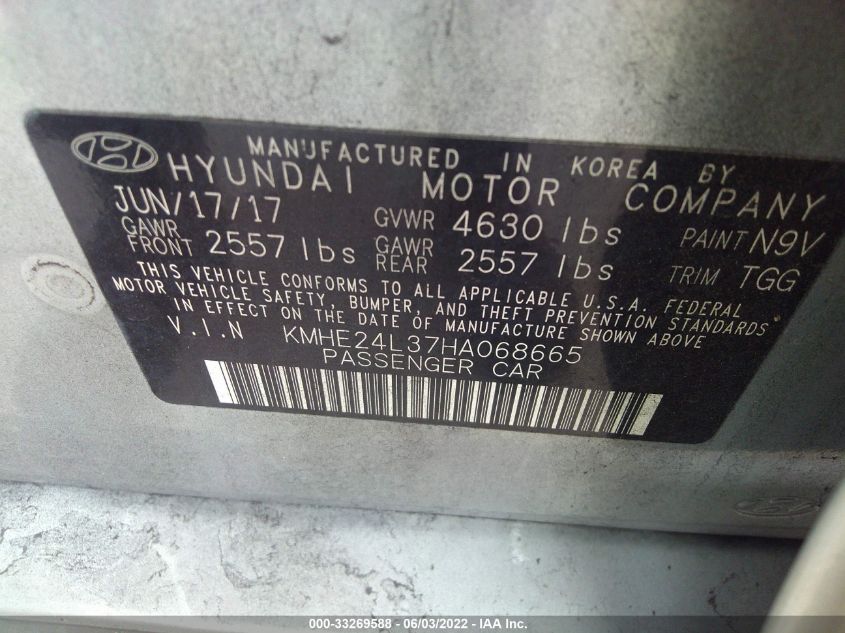 MANUFACTURED IN KOREA BY
HYUNDAI MOTOR COMPANY
JUN/17/17 GVWR 4630 lbs PAINT N9V
GAWR FRONT 2557 lbs GAWR REAR 2557 lbs TRIM TGG
THIS VEHICLE CONFORMS TO ALL APPLICABLE U.S.A. FEDERAL
MOTOR VEHICLE SAFETY, BUMPER, AND THEFT PREVENTION STANDARDS
IN EFFECT ON THE DATE OF MANUFACTURE SHOWN ABOVE
V.I.N KMHE24L37HA068665
PASSENGER CAR
000-33269588 - 06/03/2022 - IAA Inc.